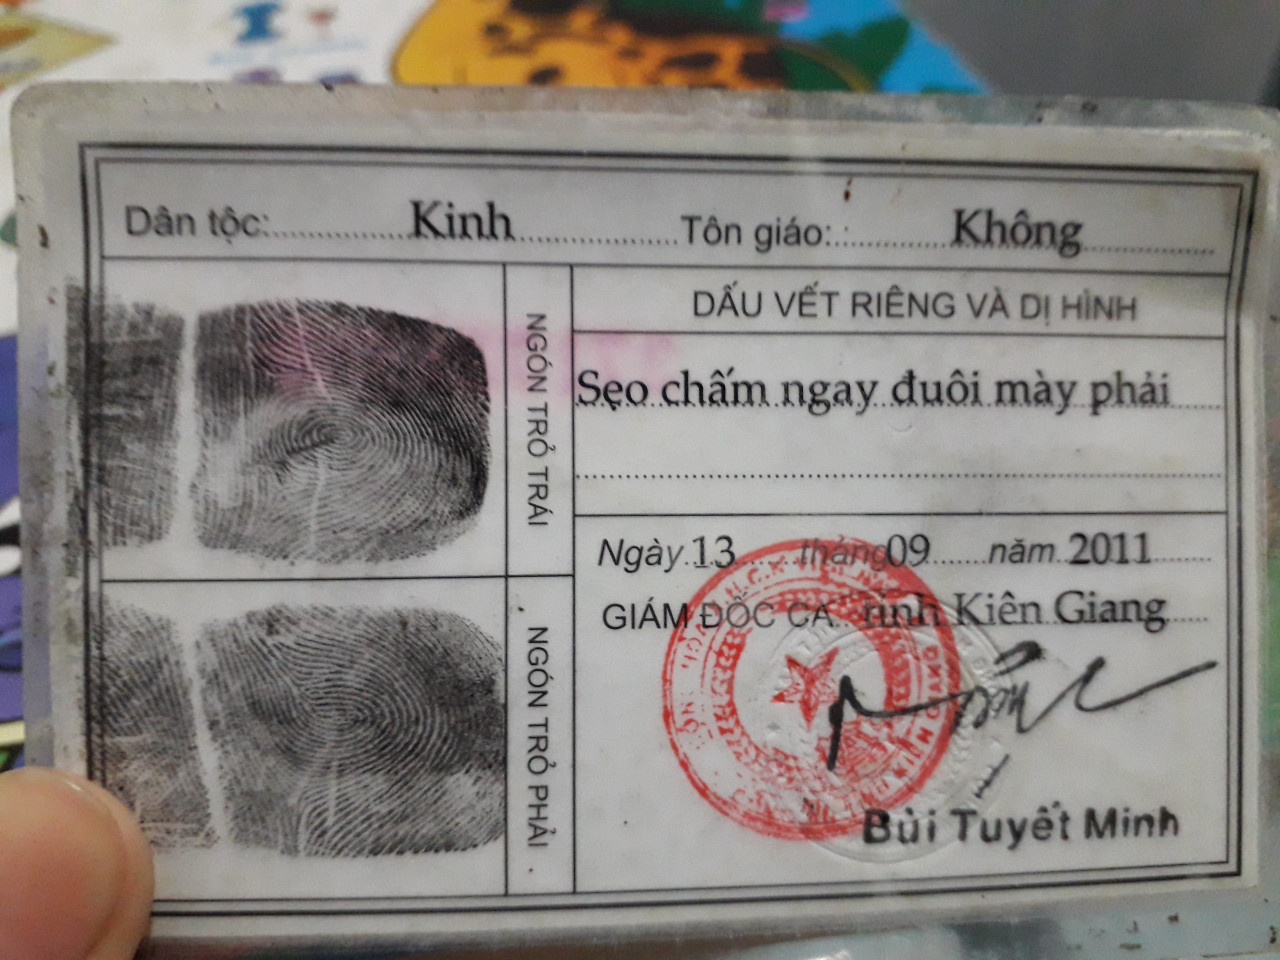 Dân tộc: Kinh Tôn giáo: Không
NGÓN TRỎ TRÁI
DẤU VẾT RIÊNG VÀ DỊ HÌNH
Sẹo chấm ngay đuôi mày phải
Ngày 13 tháng 09 năm 2011
GIÁM ĐỐC CA. tỉnh Kiên Giang
NGÓN TRỎ PHẢI
Bùi Tuyết Minh